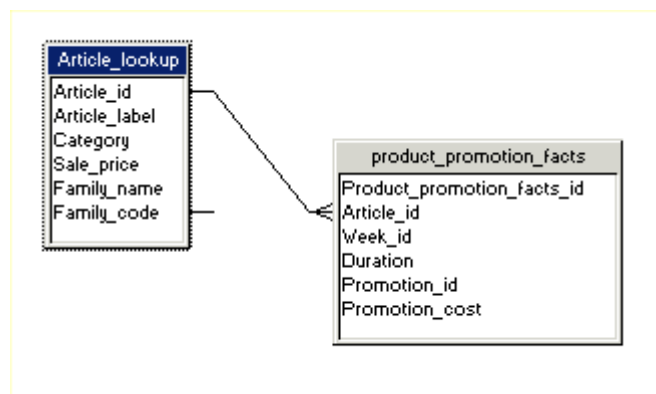 Article_lookup
Article_id
Article_label
Category
Sale_price
Family_name
Family_code
product_promotion_facts
Product_promotion_facts_id
Article_id
Week_id
Duration
Promotion_id
Promotion_cost